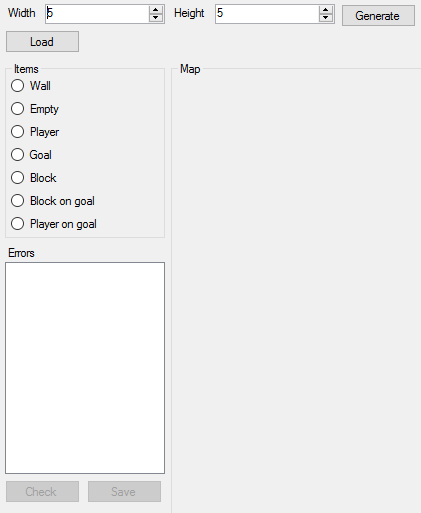 Width 5 Height 5 Generate
Load
Items
Wall
Empty
Player
Goal
Block
Block on goal
Player on goal
Errors
Check Save
Map